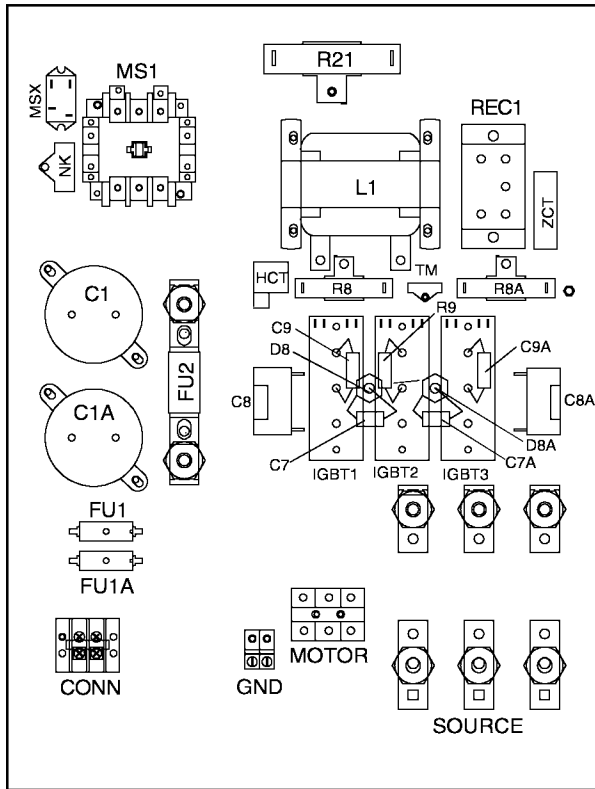 R21
MS1
MSX
REC1
NK
L1
ZCT
HCT
TM
R8
R8A
R9
C1
C9
D8
C9A
FU2
C8
C8A
C1A
D8A
C7
C7A
IGBT1
IGBT2
IGBT3
FU1
FU1A
MOTOR
CONN
GND
SOURCE